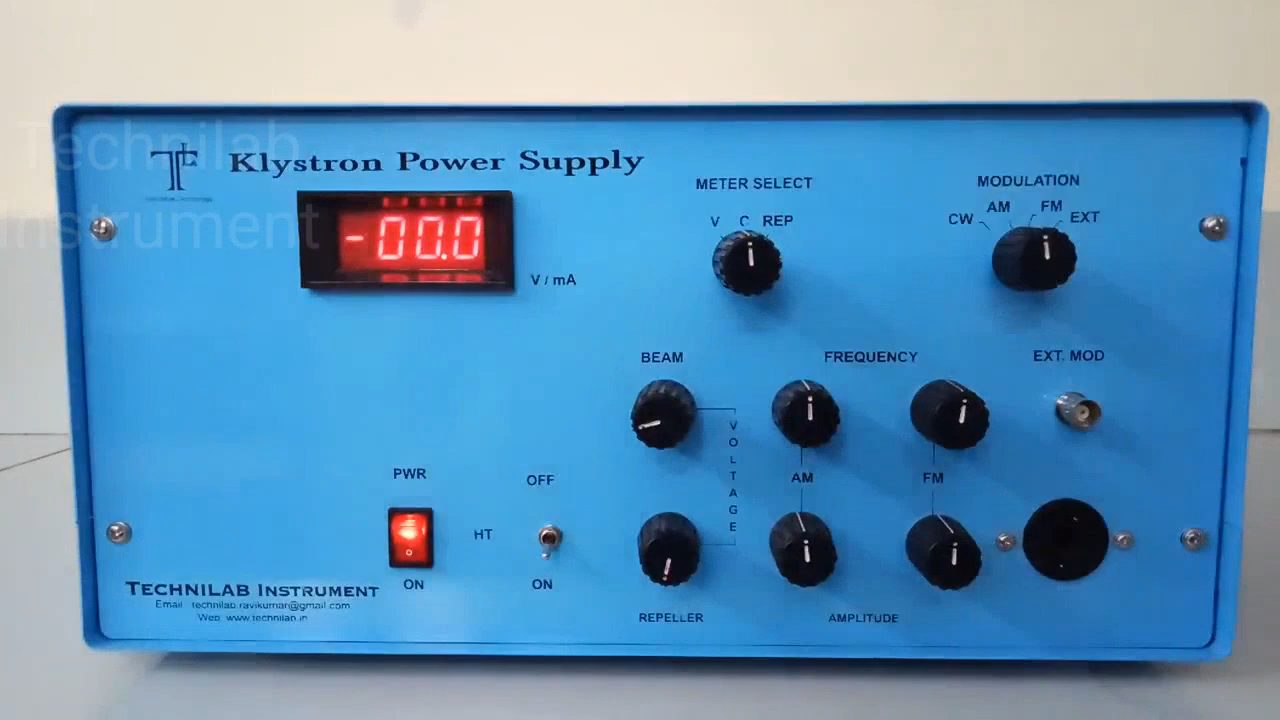 Technilab
Instrument
Klystron Power Supply
-00.0
V / mA
METER SELECT
V C REP
MODULATION
CW AM FM EXT
BEAM
FREQUENCY
EXT. MOD
VOLTAGE
PWR
OFF
AM
FM
HT
ON
ON
TECHNILAB INSTRUMENT
Email : technilab.ravikumar@gmail.com
Web: www.technilab.in
REPELLER
AMPLITUDE